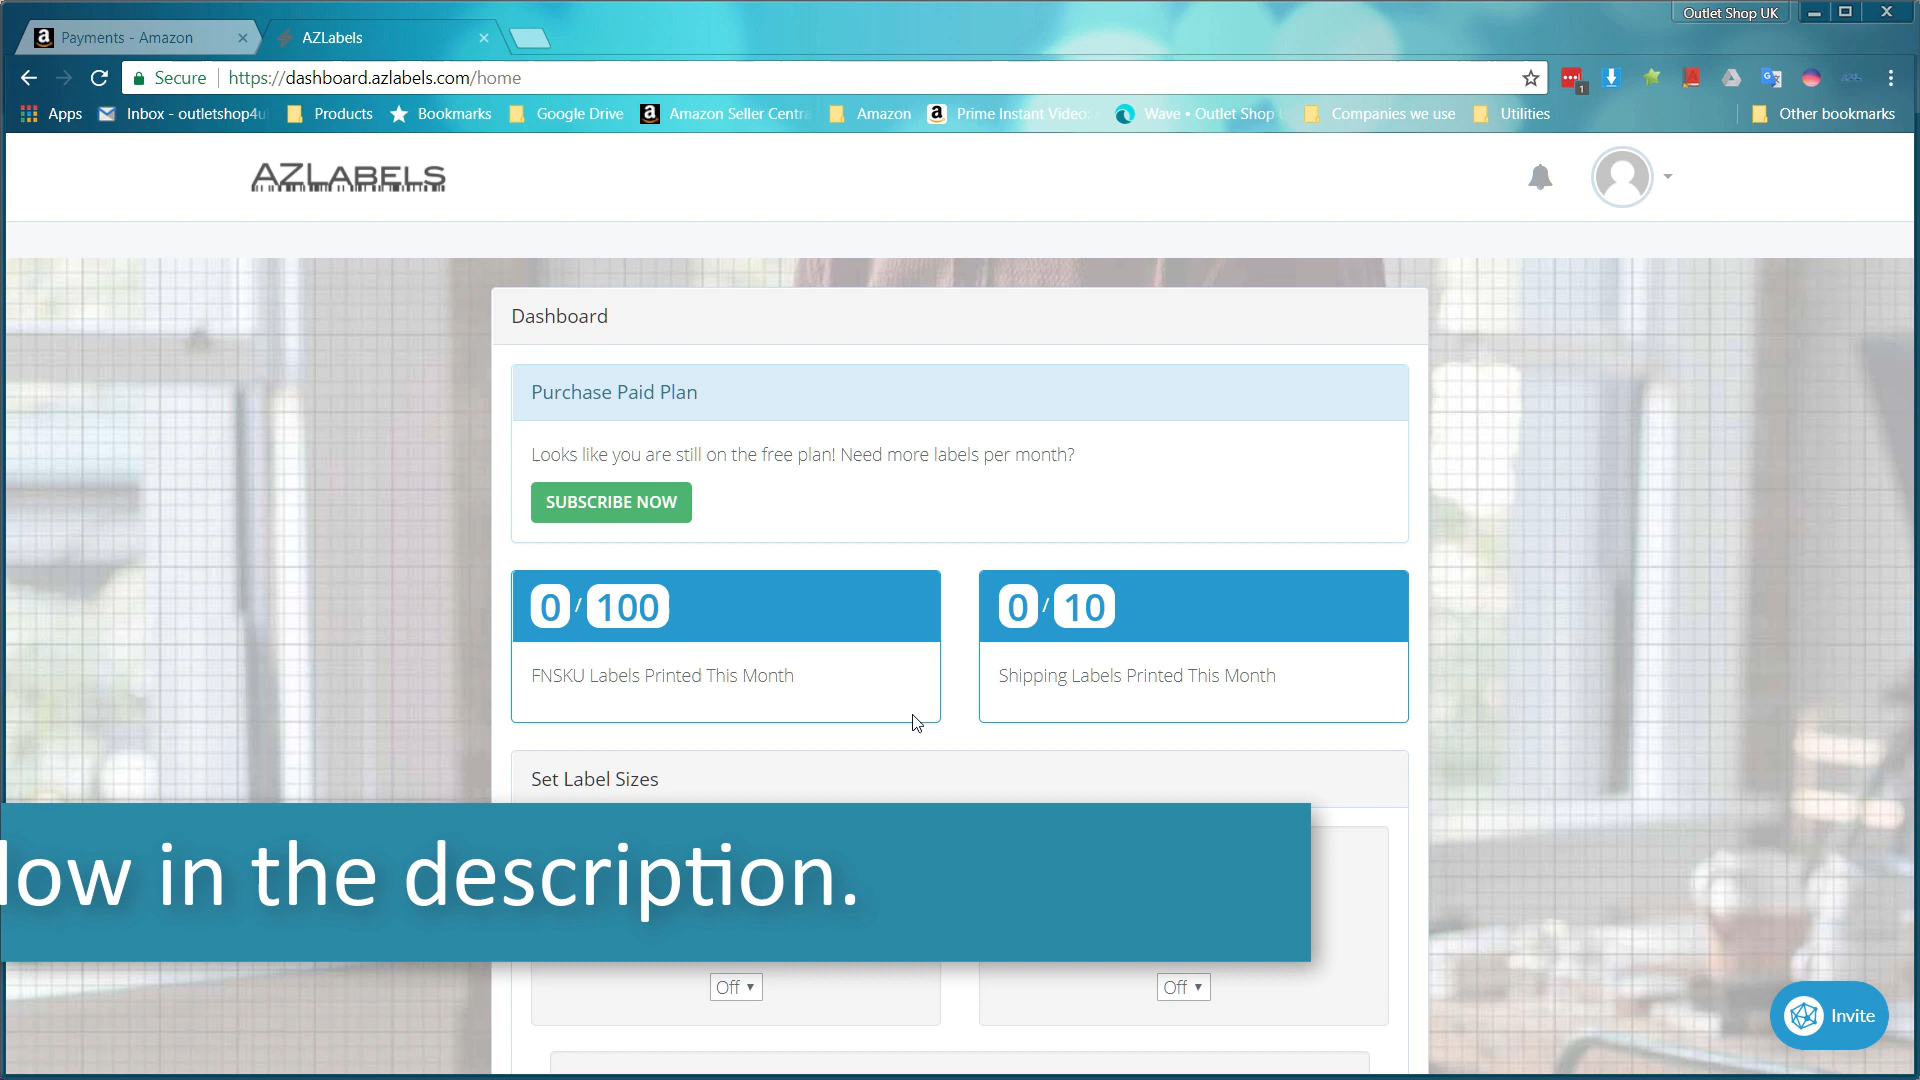 Outlet Shop UK
Payments - Amazon
AZLabels
Secure
https://dashboard.azlabels.com/home
1
Apps
Inbox - outletshop4u
Products
Bookmarks
Google Drive
Amazon Seller Centra
Amazon
Prime Instant Video:
Wave • Outlet Shop
Companies we use
Utilities
Other bookmarks
AZLABELS
Dashboard
Purchase Paid Plan
Looks like you are still on the free plan! Need more labels per month?
SUBSCRIBE NOW
0 / 100
FNSKU Labels Printed This Month
0 / 10
Shipping Labels Printed This Month
Set Label Sizes
low in the description.
Off
Off
Invite